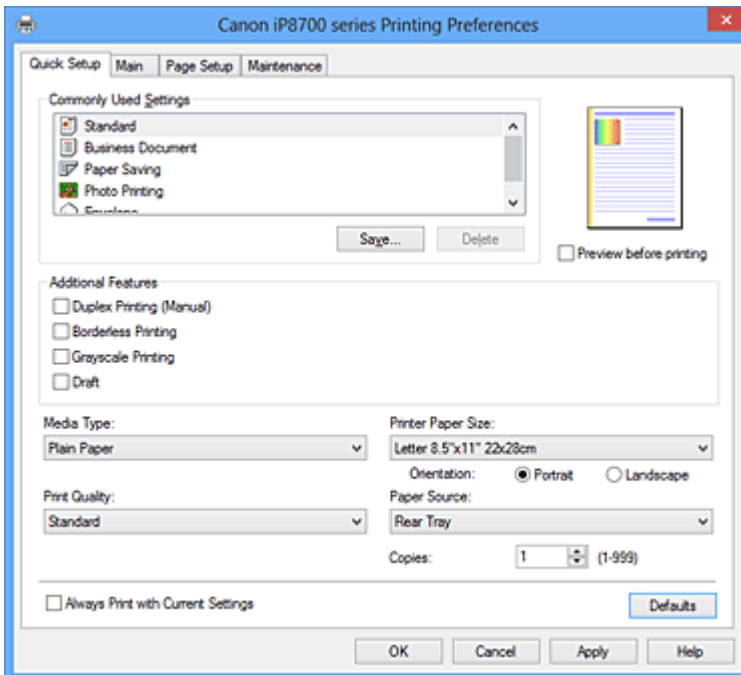 Canon iP8700 series Printing Preferences
Quick Setup Main Page Setup Maintenance
Commonly Used Settings
Standard
Business Document
Paper Saving
Photo Printing
Envelope
Save... Delete
Preview before printing
Additional Features
Duplex Printing (Manual)
Borderless Printing
Grayscale Printing
Draft
Media Type: Printer Paper Size:
Plain Paper Letter 8.5"x11" 22x28cm
Orientation: Portrait Landscape
Print Quality: Paper Source:
Standard Rear Tray
Copies: 1 (1-999)
Always Print with Current Settings Defaults
OK Cancel Apply Help